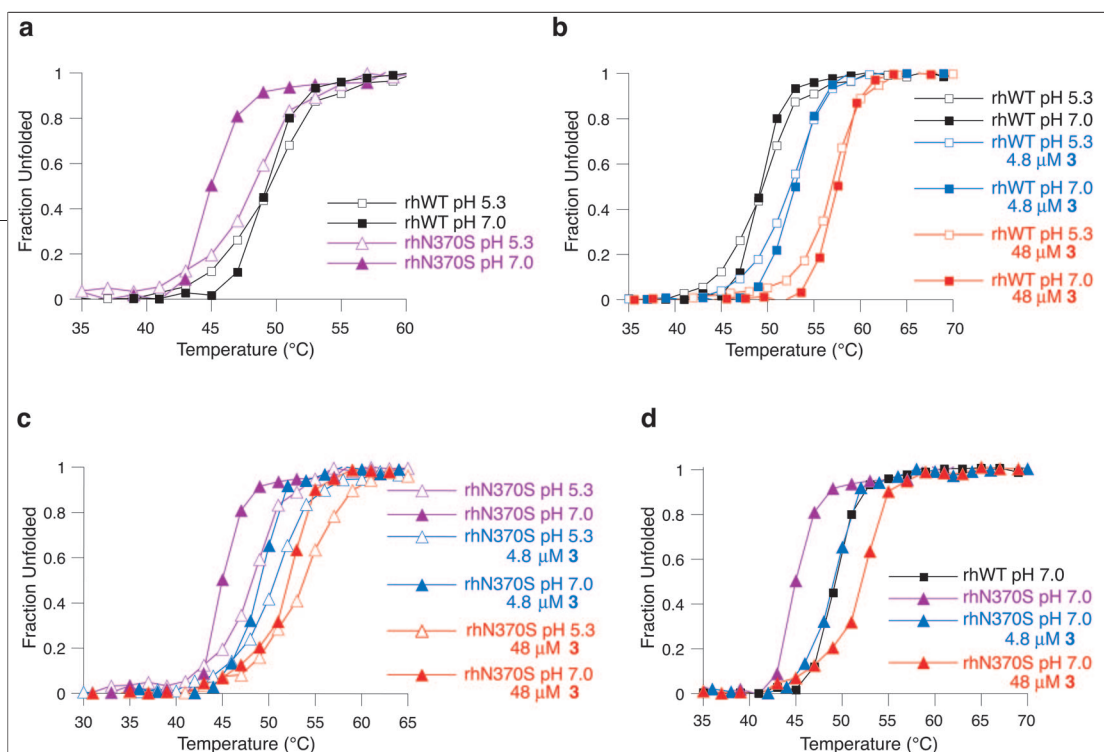 a
1
0.8
0.6
0.4
0.2
0
Fraction Unfolded
35 40 45 50 55 60
Temperature (°C)
rhWT pH 5.3
rhWT pH 7.0
rhN370S pH 5.3
rhN370S pH 7.0
b
1
0.8
0.6
0.4
0.2
0
Fraction Unfolded
35 40 45 50 55 60 65 70
Temperature (°C)
rhWT pH 5.3
rhWT pH 7.0
rhWT pH 5.3
4.8 µM 3
rhWT pH 7.0
4.8 µM 3
rhWT pH 5.3
48 µM 3
rhWT pH 7.0
48 µM 3
c
1
0.8
0.6
0.4
0.2
0
Fraction Unfolded
30 35 40 45 50 55 60 65
Temperature (°C)
rhN370S pH 5.3
rhN370S pH 7.0
rhN370S pH 5.3
4.8 µM 3
rhN370S pH 7.0
4.8 µM 3
rhN370S pH 5.3
48 µM 3
rhN370S pH 7.0
48 µM 3
d
1
0.8
0.6
0.4
0.2
0
Fraction Unfolded
35 40 45 50 55 60 65 70
Temperature (°C)
rhWT pH 7.0
rhN370S pH 7.0
rhN370S pH 7.0
4.8 µM 3
rhN370S pH 7.0
48 µM 3